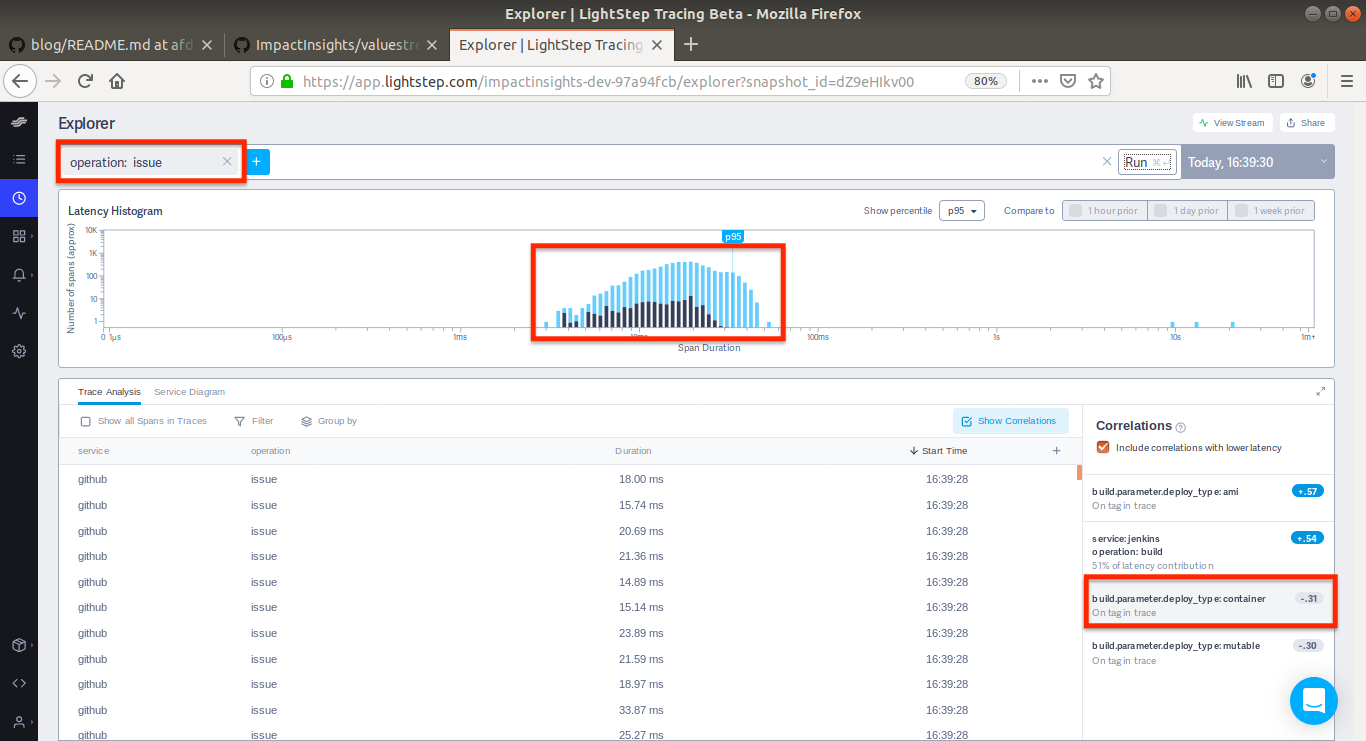 Explorer | LightStep Tracing Beta - Mozilla Firefox
blog/README.md at afd
ImpactInsights/valuestre
Explorer | LightStep Tracing
https://app.lightstep.com/impactinsights-dev-97a94fcb/explorer?snapshot_id=dZ9eHIkv00
80%
Explorer
View Stream
Share
operation: issue
+
Run
Today, 16:39:30
Latency Histogram
Show percentile
p95
Compare to
1 hour prior
1 day prior
1 week prior
Number of spans (approx)
10K
1K
100
10
1
p95
0 1µs 100µs 1ms 10ms 100ms 1s 10s 1m+
Span Duration
Trace Analysis
Service Diagram
Show all Spans in Traces
Filter
Group by
Show Correlations
service operation Duration Start Time +
github issue 18.00 ms 16:39:28
github issue 15.74 ms 16:39:28
github issue 20.69 ms 16:39:28
github issue 21.36 ms 16:39:28
github issue 14.89 ms 16:39:28
github issue 15.14 ms 16:39:28
github issue 23.89 ms 16:39:28
github issue 21.59 ms 16:39:28
github issue 18.97 ms 16:39:28
github issue 33.87 ms 16:39:28
github issue 25.27 ms 16:39:28
Correlations
Include correlations with lower latency
build.parameter.deploy_type: ami +.57
On tag in trace
service: jenkins +.54
operation: build
51% of latency contribution
build.parameter.deploy_type: container -.31
On tag in trace
build.parameter.deploy_type: mutable -.30
On tag in trace